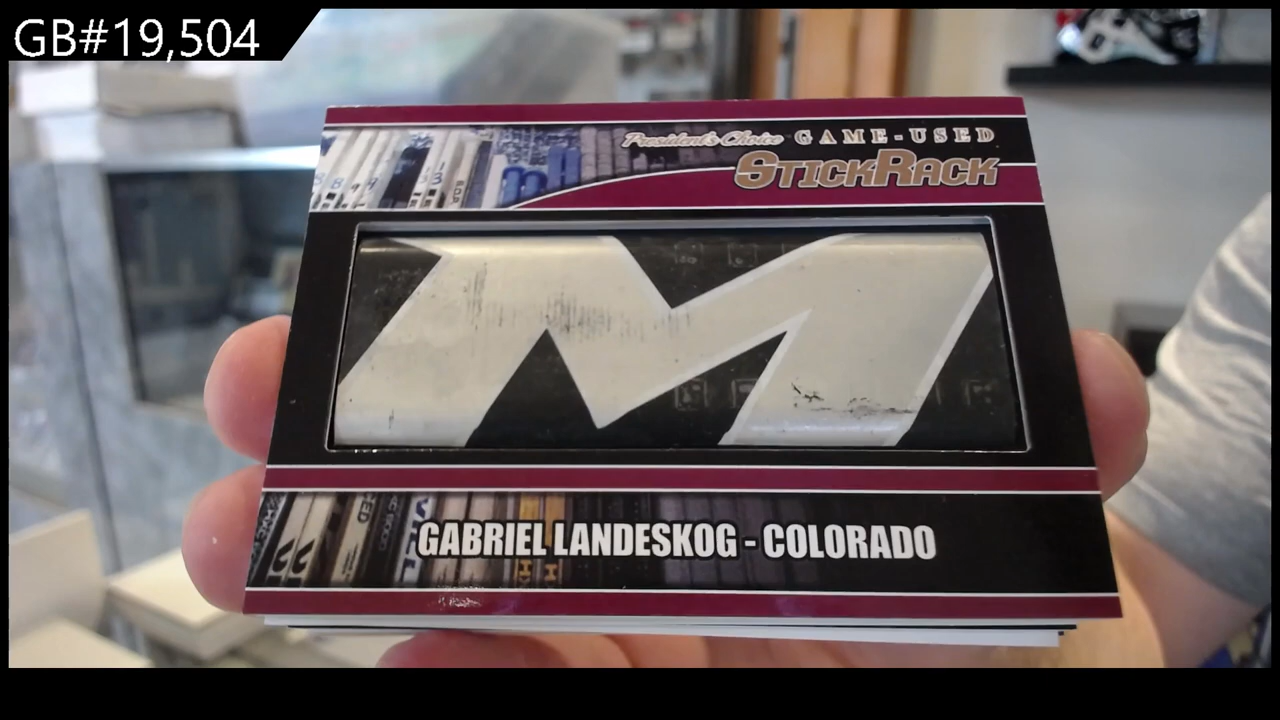 GB#19,504
President's Choice GAME-USED
STICKRACK
M
GABRIEL LANDESKOG - COLORADO